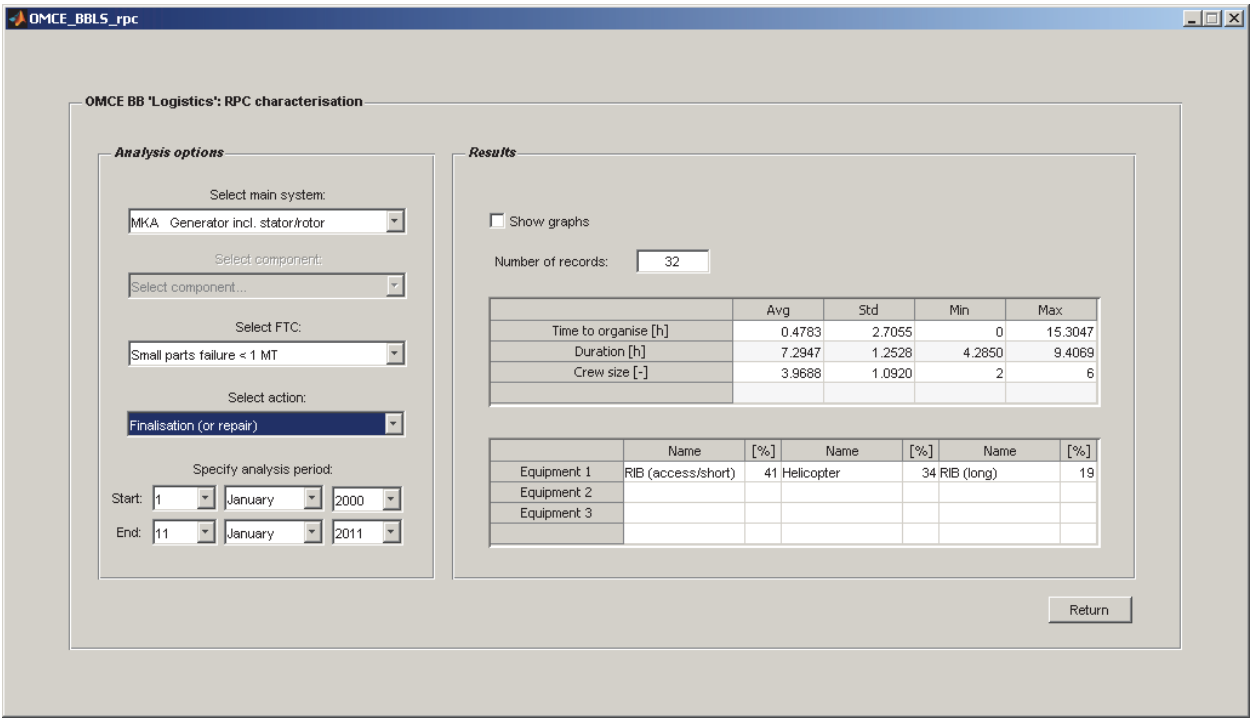 OMCE_BBLS_rpc
OMCE BB 'Logistics': RPC characterisation
Analysis options
Select main system:
MKA Generator incl. stator/rotor
Select component:
Select component...
Select FTC:
Small parts failure < 1 MT
Select action:
Finalisation (or repair)
Specify analysis period:
Start: 1 January 2000
End: 11 January 2011
Results
Show graphs
Number of records: 32
Avg Std Min Max
Time to organise [h] 0.4783 2.7055 0 15.3047
Duration [h] 7.2947 1.2528 4.2850 9.4069
Crew size [-] 3.9688 1.0920 2 6
Name [%] Name [%] Name [%]
Equipment 1 RIB (access/short) 41 Helicopter 34 RIB (long) 19
Equipment 2
Equipment 3
Return